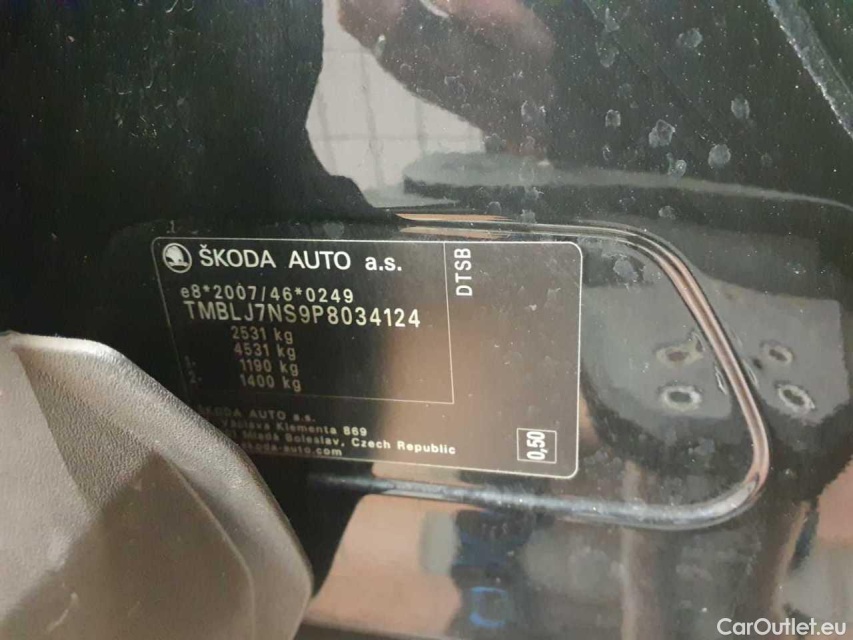 ŠKODA AUTO a.s.
DTSB
e8*2007/46*0249
TMBLJ7NS9P8034124
2531 kg
4531 kg
1190 kg
1400 kg
ŠKODA AUTO a.s.
Václava Klementa 869
Mladá Boleslav, Czech Republic
skoda-auto.com
0,50
CarOutlet.eu